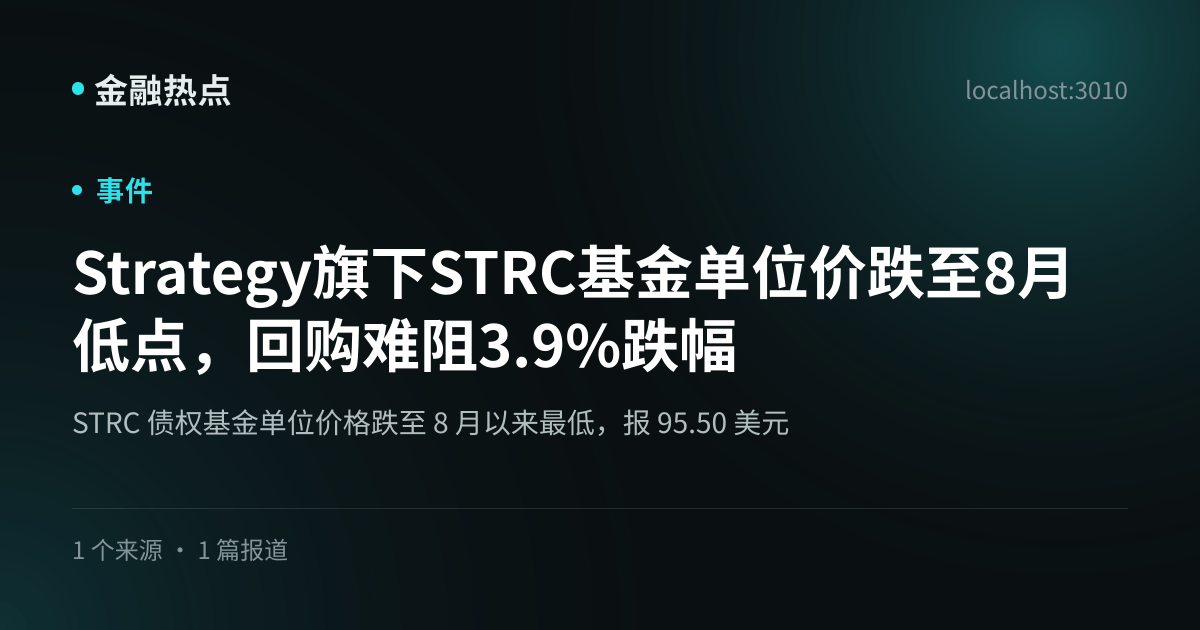 金融热点
localhost:3010
事件
Strategy旗下STRC基金单位价跌至8月
低点，回购难阻3.9%跌幅
STRC 债权基金单位价格跌至 8 月以来最低，报 95.50 美元
1 个来源 · 1 篇报道